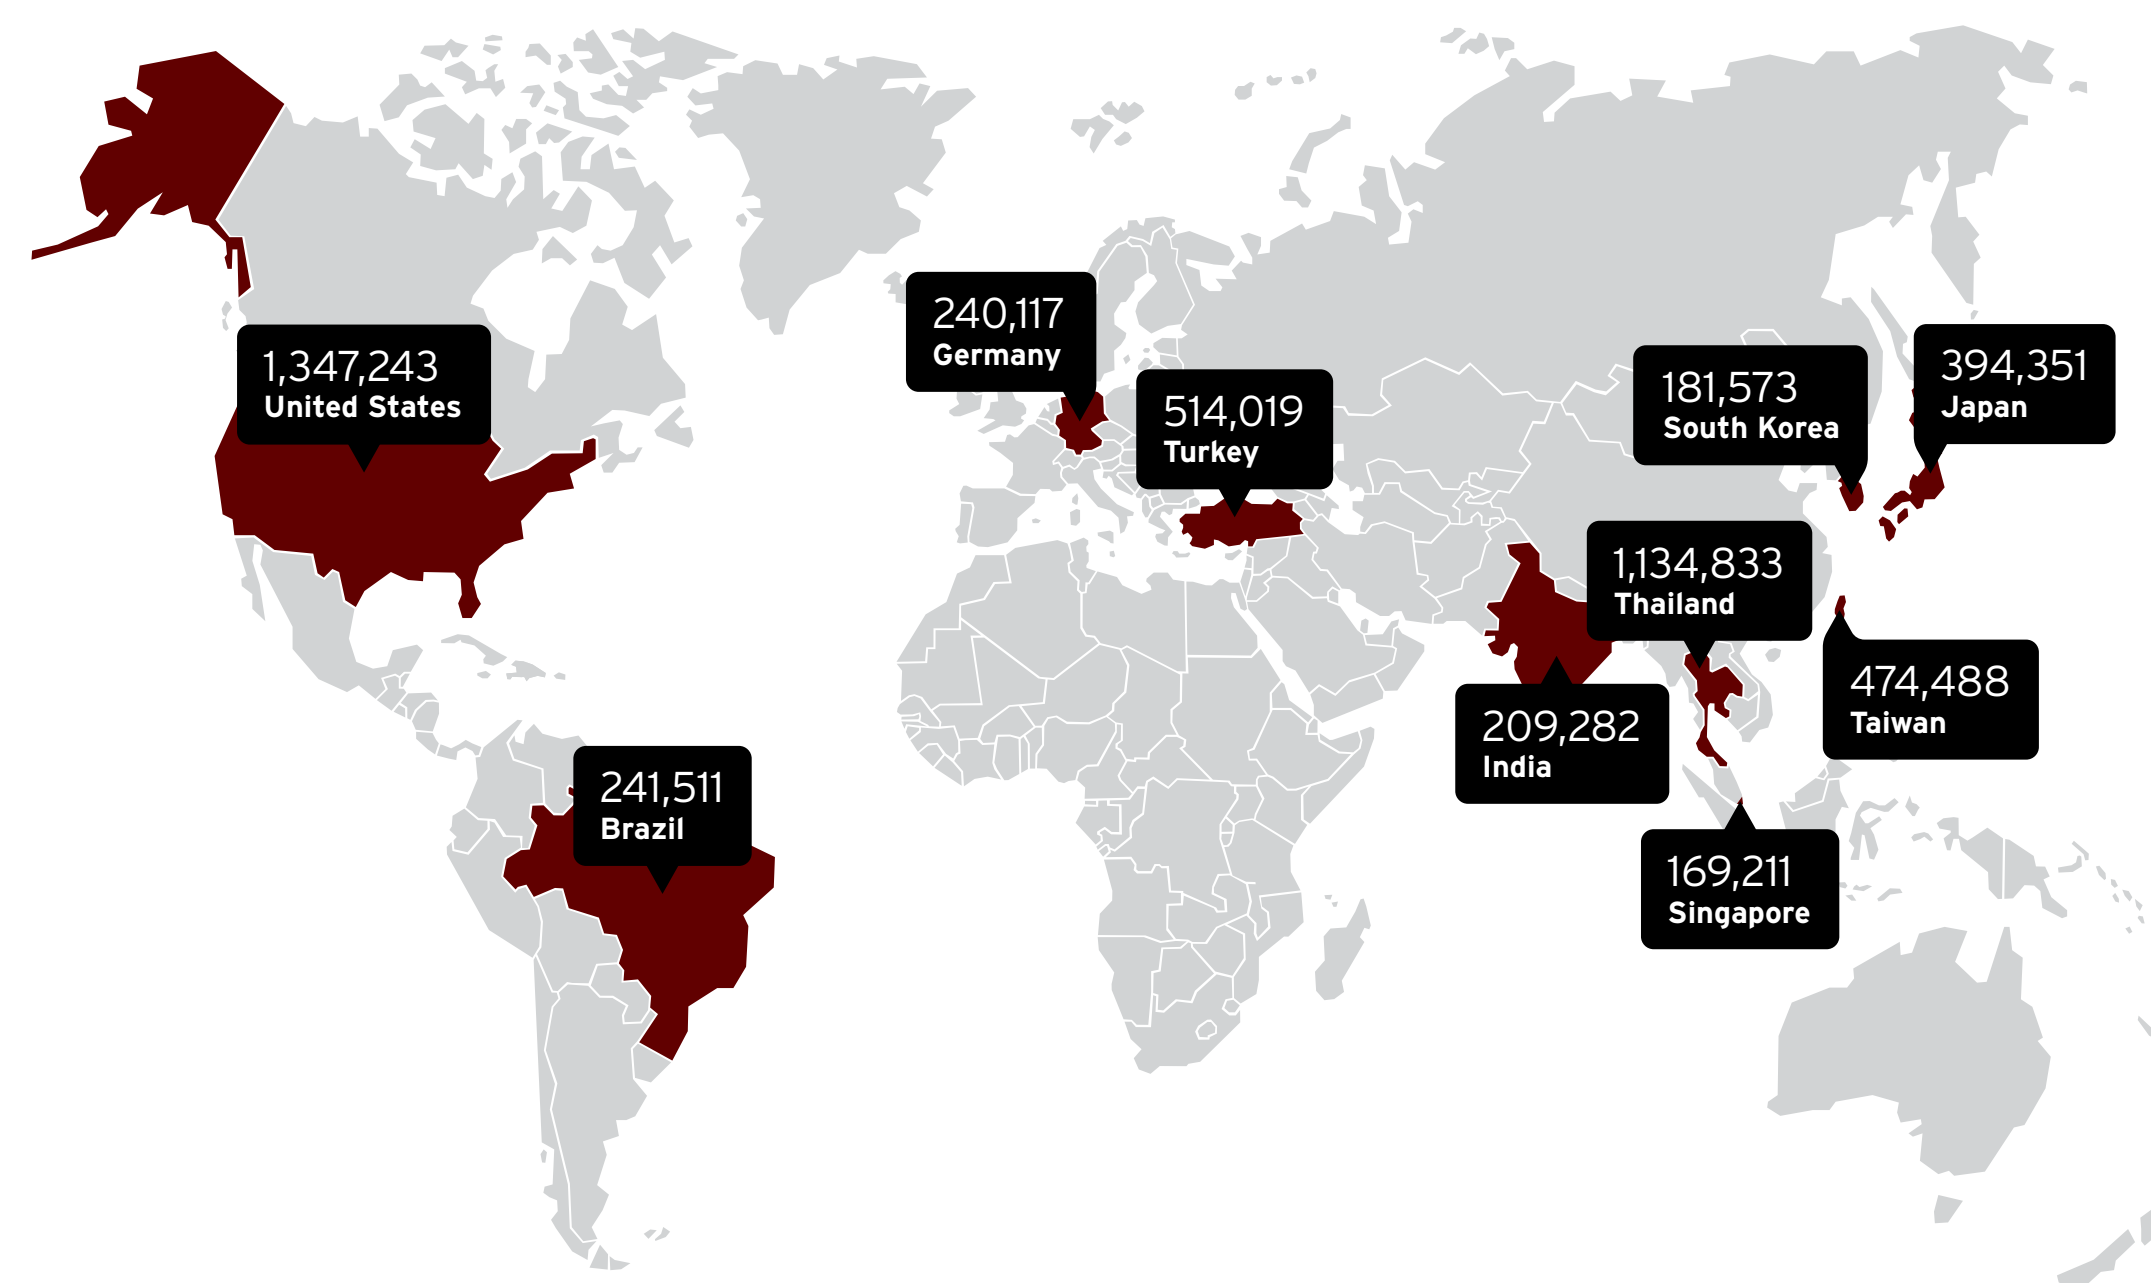 1,347,243
United States
240,117
Germany
514,019
Turkey
181,573
South Korea
394,351
Japan
1,134,833
Thailand
474,488
Taiwan
209,282
India
241,511
Brazil
169,211
Singapore